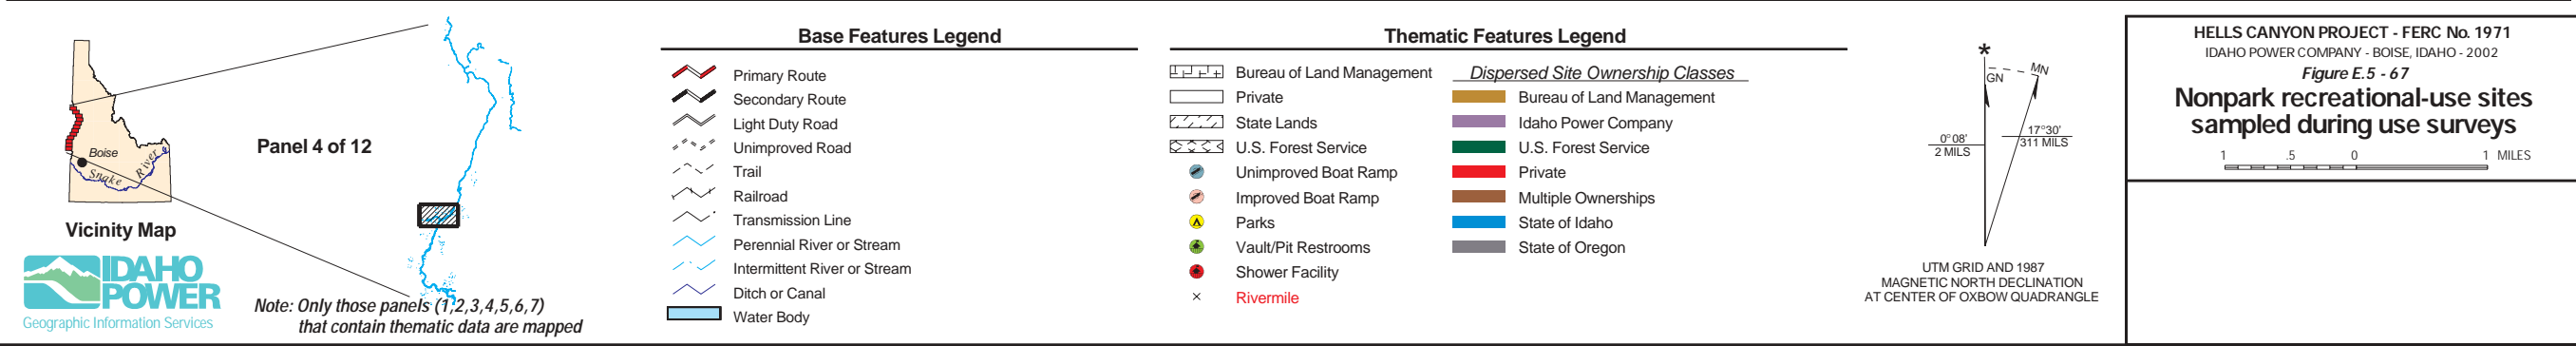 Boise
Snake River
Vicinity Map
IDAHO
POWER
Geographic Information Services
Panel 4 of 12
Note: Only those panels (1,2,3,4,5,6,7)
that contain thematic data are mapped
Base Features Legend
Primary Route
Secondary Route
Light Duty Road
Unimproved Road
Trail
Railroad
Transmission Line
Perennial River or Stream
Intermittent River or Stream
Ditch or Canal
Water Body
Thematic Features Legend
Bureau of Land Management
Private
State Lands
U.S. Forest Service
Unimproved Boat Ramp
Improved Boat Ramp
Parks
Vault/Pit Restrooms
Shower Facility
Rivermile
Dispersed Site Ownership Classes
Bureau of Land Management
Idaho Power Company
U.S. Forest Service
Private
Multiple Ownerships
State of Idaho
State of Oregon
*
GN
MN
0°08'
2 MILS
17°30'
311 MILS
UTM GRID AND 1987
MAGNETIC NORTH DECLINATION
AT CENTER OF OXBOW QUADRANGLE
HELLS CANYON PROJECT - FERC No. 1971
IDAHO POWER COMPANY - BOISE, IDAHO - 2002
Figure E.5 - 67
Nonpark recreational-use sites
sampled during use surveys
1 .5 0 1 MILES